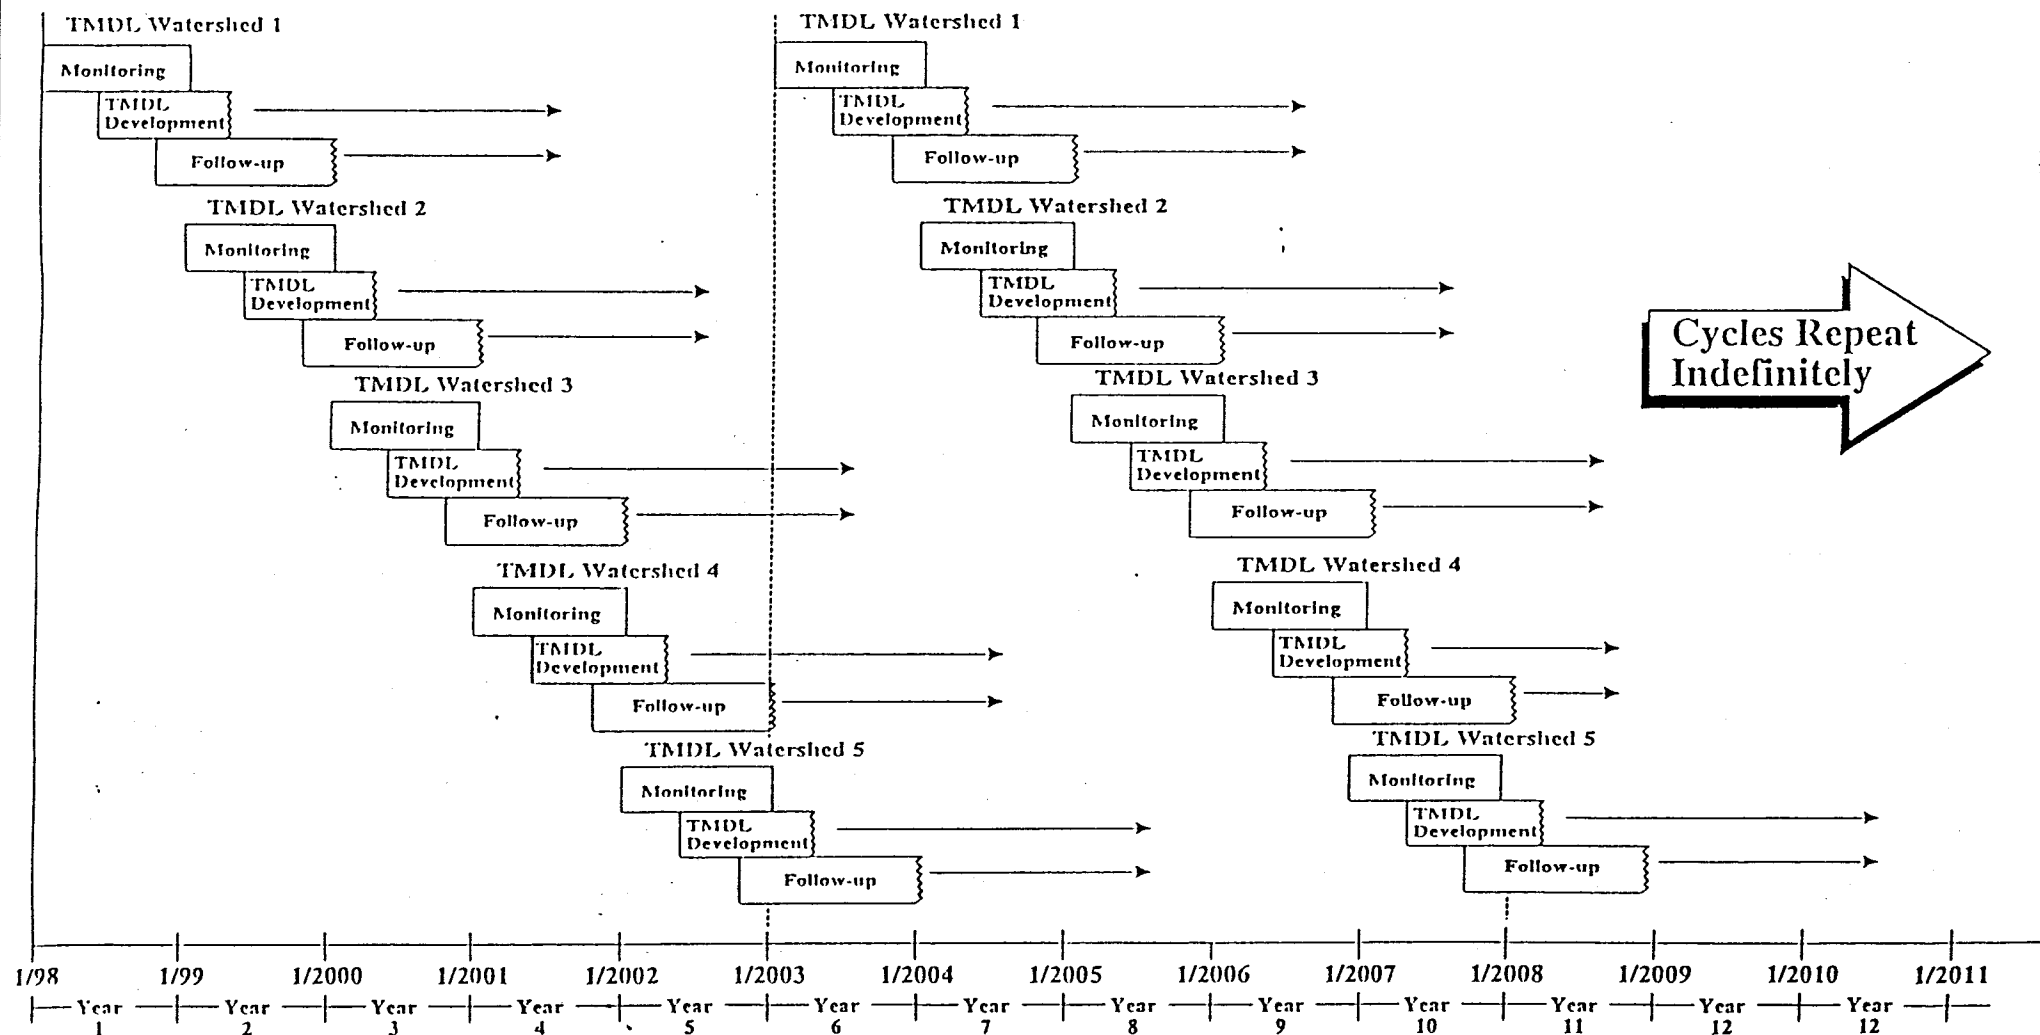 TMDL Watershed 1
Monitoring
TMDL
Development
Follow-up
TMDL Watershed 2
Monitoring
TMDL
Development
Follow-up
TMDL Watershed 3
Monitoring
TMDL
Development
Follow-up
TMDL Watershed 4
Monitoring
TMDL
Development
Follow-up
TMDL Watershed 5
Monitoring
TMDL
Development
Follow-up
TMDL Watershed 1
Monitoring
TMDL
Development
Follow-up
TMDL Watershed 2
Monitoring
TMDL
Development
Follow-up
TMDL Watershed 3
Monitoring
TMDL
Development
Follow-up
TMDL Watershed 4
Monitoring
TMDL
Development
Follow-up
TMDL Watershed 5
Monitoring
TMDL
Development
Follow-up
Cycles Repeat
Indefinitely
1/98 1/99 1/2000 1/2001 1/2002 1/2003 1/2004 1/2005 1/2006 1/2007 1/2008 1/2009 1/2010 1/2011
Year Year Year Year Year Year Year Year Year Year Year Year Year
1 2 3 4 5 6 7 8 9 10 11 12 12